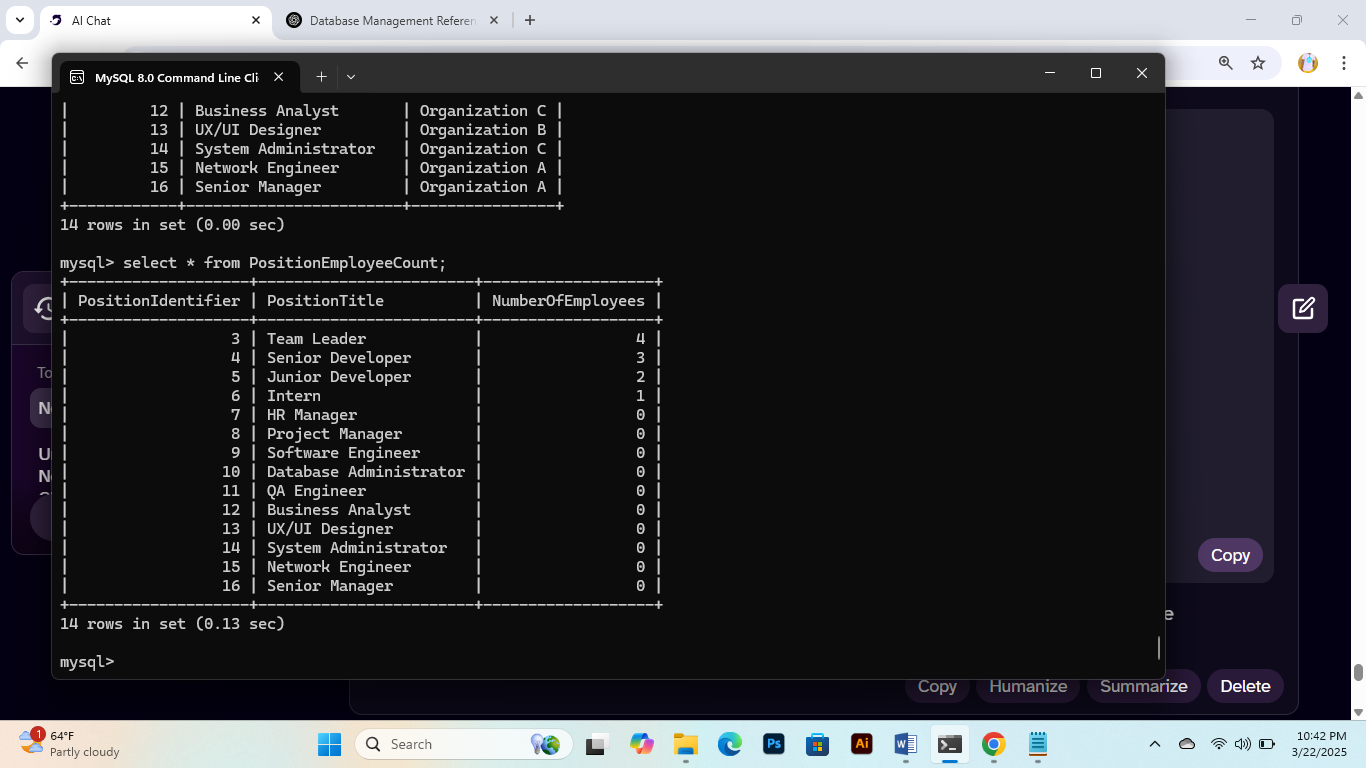 AI Chat
Database Management Referen
MySQL 8.0 Command Line Cli
| 12 | Business Analyst | Organization C |
| 13 | UX/UI Designer | Organization B |
| 14 | System Administrator | Organization C |
| 15 | Network Engineer | Organization A |
| 16 | Senior Manager | Organization A |
14 rows in set (0.00 sec)
mysql> select * from PositionEmployeeCount;
| PositionIdentifier | PositionTitle | NumberOfEmployees |
| 3 | Team Leader | 4 |
| 4 | Senior Developer | 3 |
| 5 | Junior Developer | 2 |
| 6 | Intern | 1 |
| 7 | HR Manager | 0 |
| 8 | Project Manager | 0 |
| 9 | Software Engineer | 0 |
| 10 | Database Administrator | 0 |
| 11 | QA Engineer | 0 |
| 12 | Business Analyst | 0 |
| 13 | UX/UI Designer | 0 |
| 14 | System Administrator | 0 |
| 15 | Network Engineer | 0 |
| 16 | Senior Manager | 0 |
14 rows in set (0.13 sec)
mysql>
Copy
Copy Humanize Summarize Delete
1
64°F
Partly cloudy
Search
Ps
Ai
10:42 PM
3/22/2025